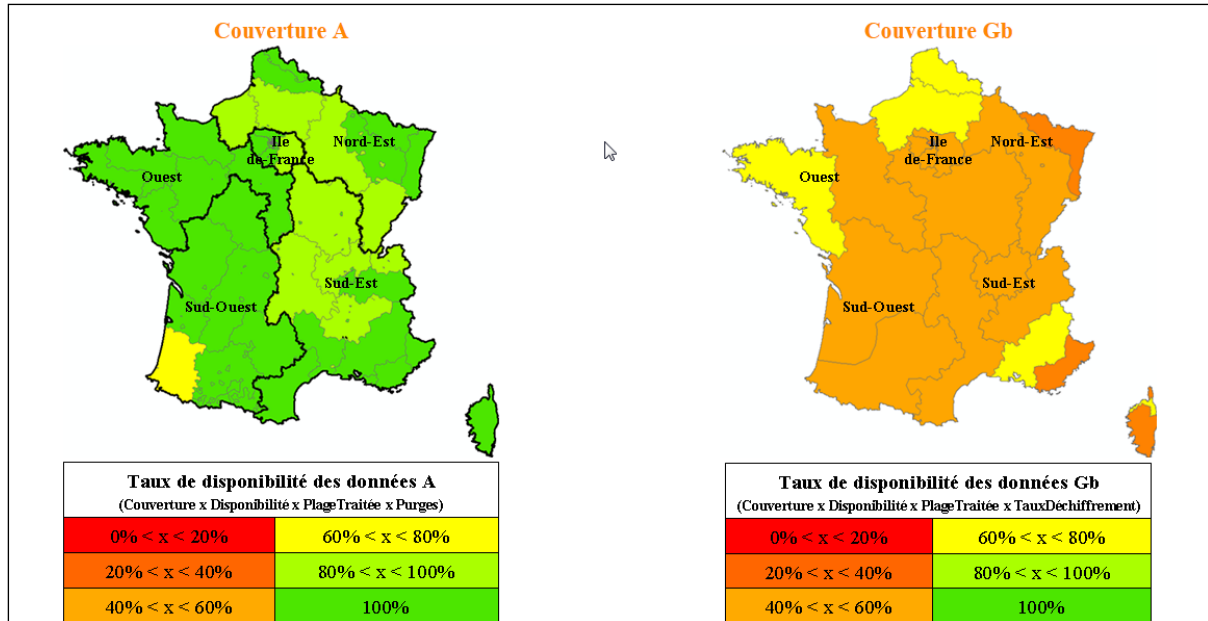 Couverture A
Ile
de-France
Nord-Est
Ouest
Sud-Est
Sud-Ouest
Taux de disponibilité des données A
(Couverture x Disponibilité x PlageTraitée x Purges)
0% < x < 20%
60% < x < 80%
20% < x < 40%
80% < x < 100%
40% < x < 60%
100%
Couverture Gb
Ile
de-France
Nord-Est
Ouest
Sud-Est
Sud-Ouest
Taux de disponibilité des données Gb
(Couverture x Disponibilité x PlageTraitée x TauxDéchiffrement)
0% < x < 20%
60% < x < 80%
20% < x < 40%
80% < x < 100%
40% < x < 60%
100%